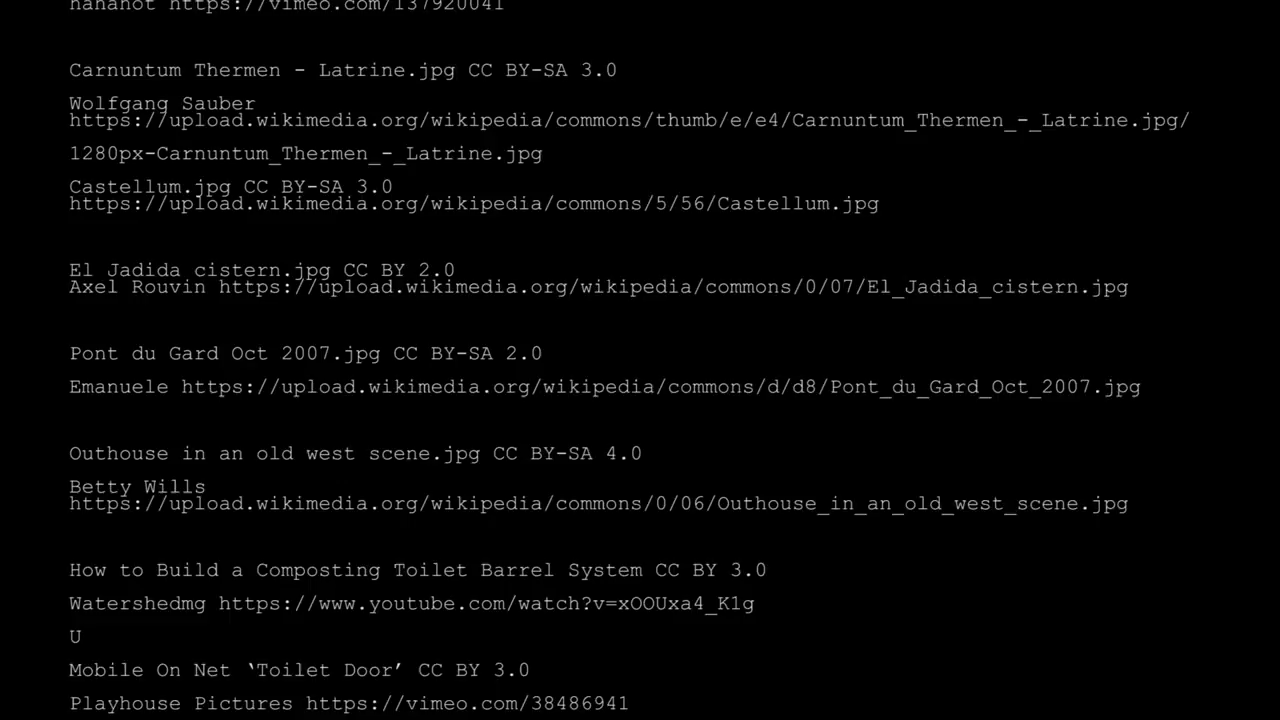 hahahot https://vimeo.com/137920041
Carnuntum Thermen - Latrine.jpg CC BY-SA 3.0
Wolfgang Sauber
https://upload.wikimedia.org/wikipedia/commons/thumb/e/e4/Carnuntum_Thermen_-_Latrine.jpg/
1280px-Carnuntum_Thermen_-_Latrine.jpg
Castellum.jpg CC BY-SA 3.0
https://upload.wikimedia.org/wikipedia/commons/5/56/Castellum.jpg
El Jadida cistern.jpg CC BY 2.0
Axel Rouvin https://upload.wikimedia.org/wikipedia/commons/0/07/El_Jadida_cistern.jpg
Pont du Gard Oct 2007.jpg CC BY-SA 2.0
Emanuele https://upload.wikimedia.org/wikipedia/commons/d/d8/Pont_du_Gard_Oct_2007.jpg
Outhouse in an old west scene.jpg CC BY-SA 4.0
Betty Wills
https://upload.wikimedia.org/wikipedia/commons/0/06/Outhouse_in_an_old_west_scene.jpg
How to Build a Composting Toilet Barrel System CC BY 3.0
Watershedmg https://www.youtube.com/watch?v=xOOUxa4_K1g
U
Mobile On Net ‘Toilet Door’ CC BY 3.0
Playhouse Pictures https://vimeo.com/38486941